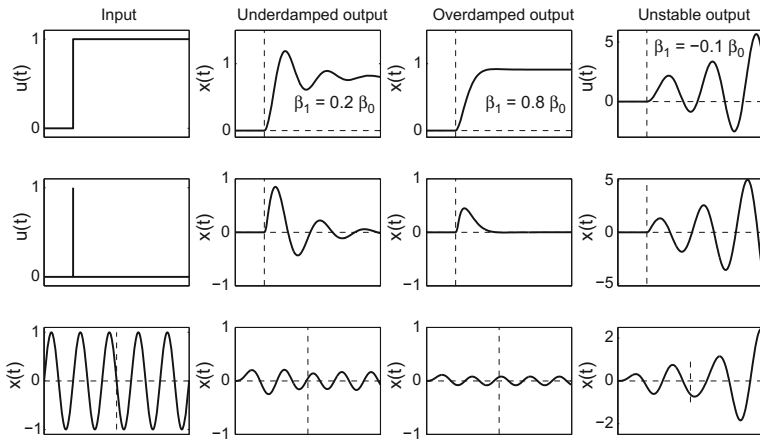 Input
Underdamped output
Overdamped output
Unstable output
u(t)
1
0
x(t)
1
0
β₁ = 0.2 β₀
x(t)
1
0
β₁ = 0.8 β₀
u(t)
5
0
β₁ = −0.1 β₀
u(t)
1
0
x(t)
1
0
−1
x(t)
1
0
−1
x(t)
5
0
−5
x(t)
1
0
−1
x(t)
1
0
−1
x(t)
1
0
−1
x(t)
2
0
−2